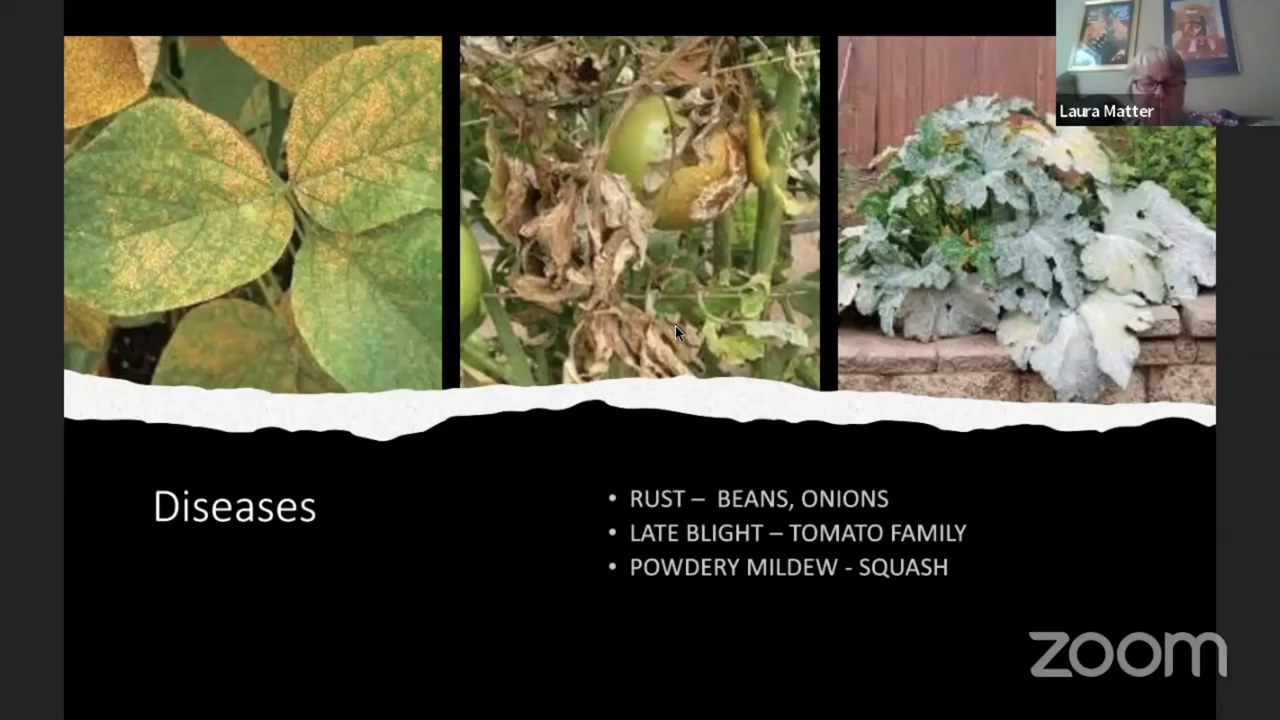 Laura Matter
Diseases
• RUST – BEANS, ONIONS
• LATE BLIGHT – TOMATO FAMILY
• POWDERY MILDEW - SQUASH
zoom